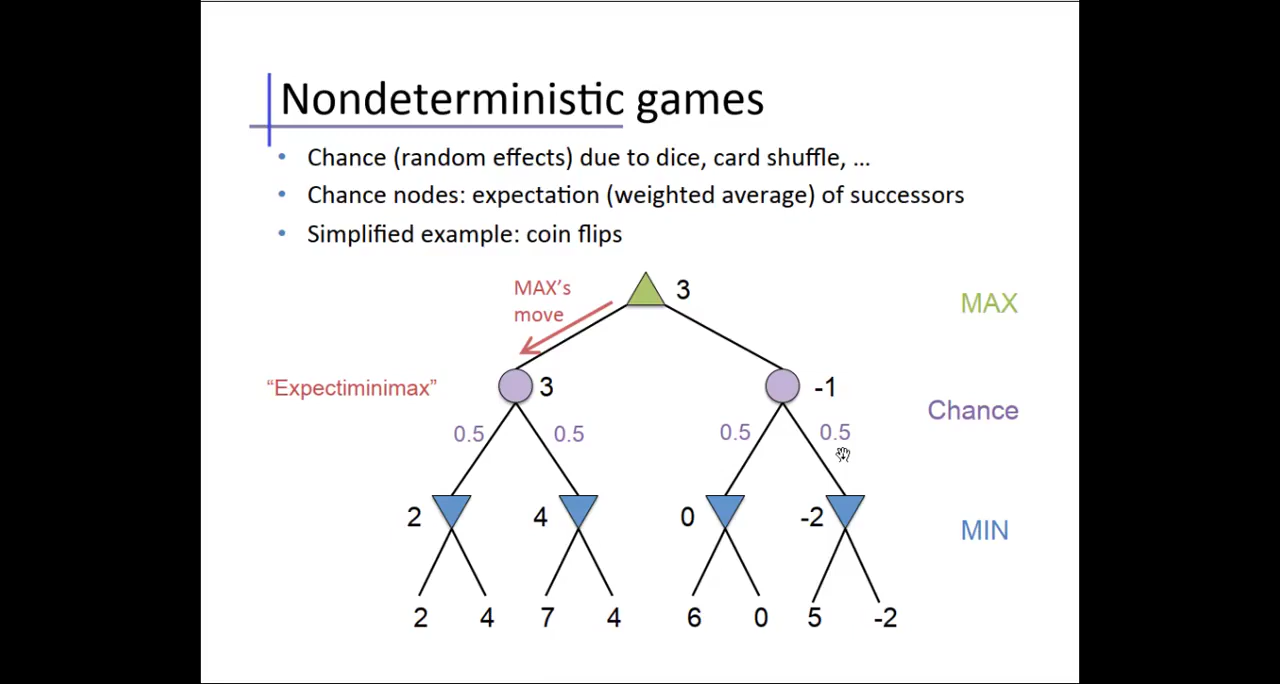 Nondeterministic games
• Chance (random effects) due to dice, card shuffle, ...
• Chance nodes: expectation (weighted average) of successors
• Simplified example: coin flips
MAX's
move
3
MAX
"Expectiminimax"
3
-1
Chance
0.5
0.5
0.5
0.5
2
4
0
-2
MIN
2
4
7
4
6
0
5
-2